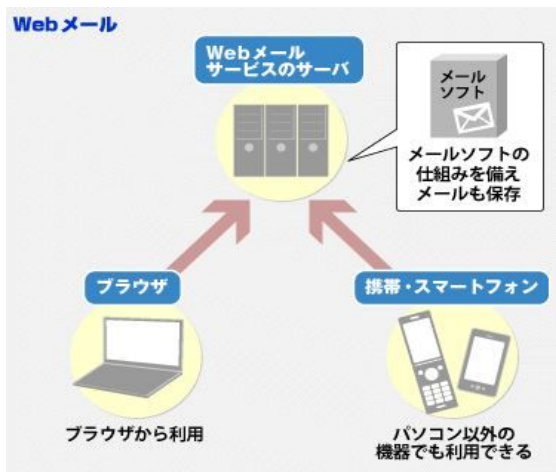 Webメール
Webメール
サービスのサーバ
メール
ソフト
メールソフトの
仕組みを備え
メールも保存
ブラウザ
携帯・スマートフォン
ブラウザから利用
パソコン以外の
機器でも利用できる